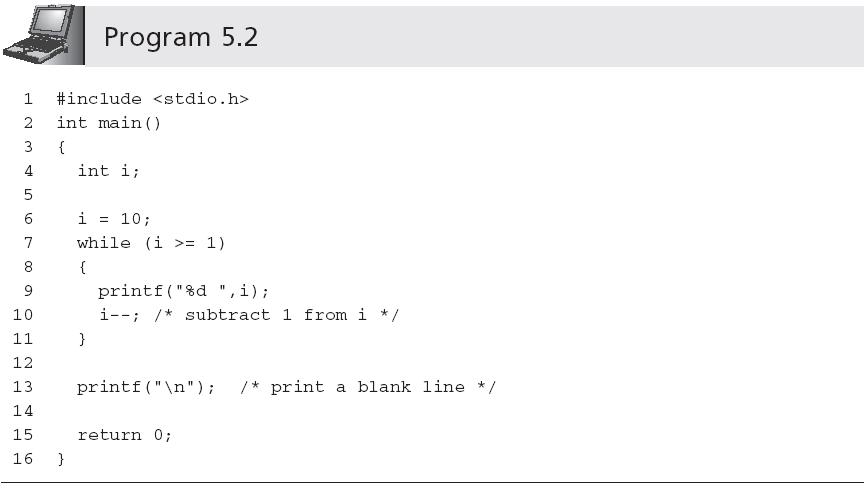 Program 5.2
1 #include <stdio.h>
2 int main()
3 {
4   int i;
5
6   i = 10;
7   while (i >= 1)
8   {
9     printf("%d ",i);
10     i--; /* subtract 1 from i */
11   }
12
13   printf("\n");  /* print a blank line */
14
15   return 0;
16 }